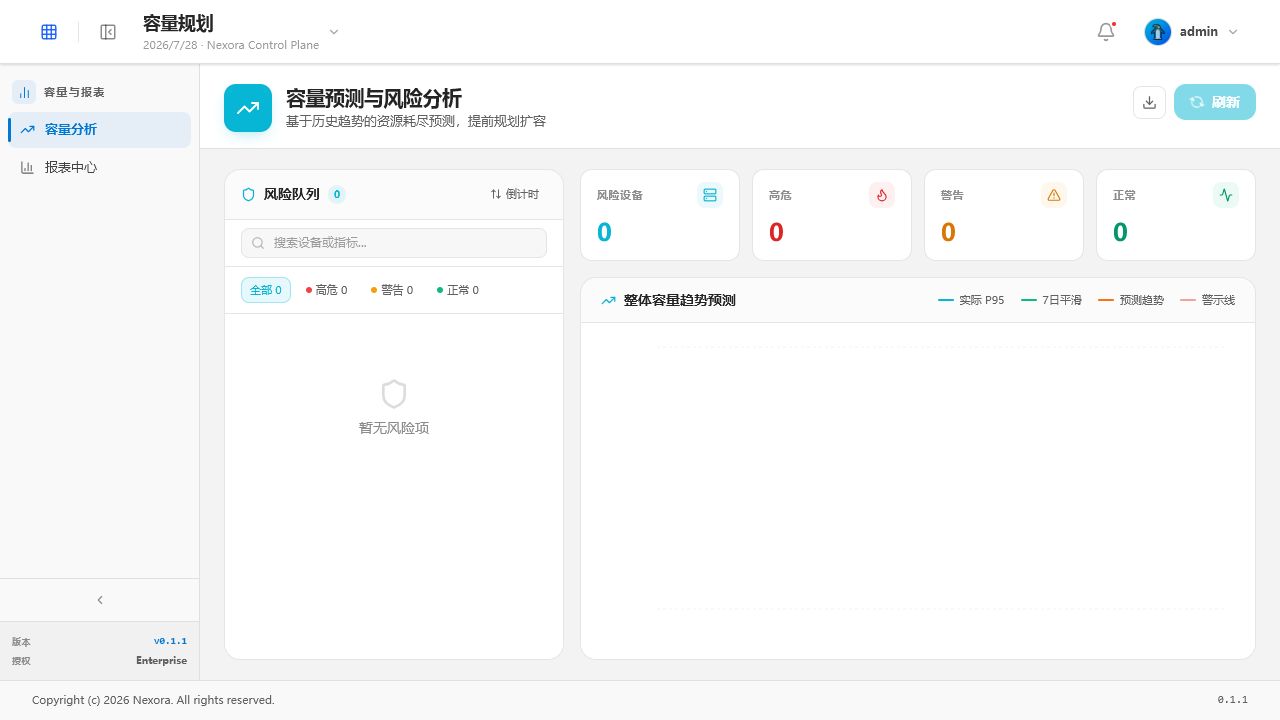 容量规划
2026/7/28 · Nexora Control Plane
admin
容量与报表
容量分析
报表中心
版本
v0.1.1
授权
Enterprise
容量预测与风险分析
基于历史趋势的资源耗尽预测，提前规划扩容
刷新
风险队列 0
倒计时
搜索设备或指标...
全部 0
高危 0
警告 0
正常 0
暂无风险项
风险设备
0
高危
0
警告
0
正常
0
整体容量趋势预测
实际 P95
7日平滑
预测趋势
警示线
Copyright (c) 2026 Nexora. All rights reserved.
0.1.1